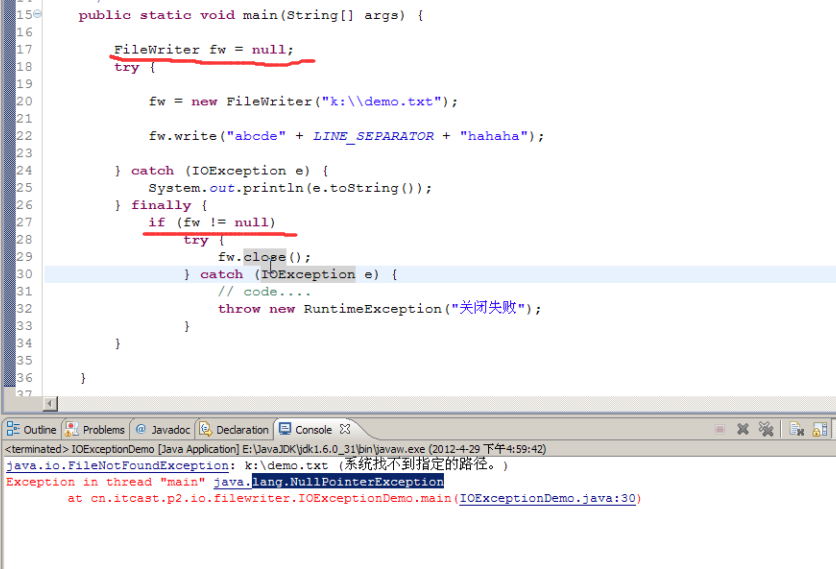 15 public static void main(String[] args) {
16
17 FileWriter fw = null;
18 try {
19
20 fw = new FileWriter("k:\\demo.txt");
21
22 fw.write("abcde" + LINE_SEPARATOR + "hahaha");
23
24 } catch (IOException e) {
25 System.out.println(e.toString());
26 } finally {
27 if (fw != null)
28 try {
29 fw.close();
30 } catch (IOException e) {
31 // code....
32 throw new RuntimeException("关闭失败");
33 }
34 }
35
36 }
37
Outline Problems @ Javadoc Declaration Console
<terminated> IOExceptionDemo [Java Application] E:\JavaJDK\jdk1.6.0_31\bin\javaw.exe (2012-4-29 下午4:59:42)
java.io.FileNotFoundException: k:\demo.txt (系统找不到指定的路径。)
Exception in thread "main" java.lang.NullPointerException
at cn.itcast.p2.io.filewriter.IOExceptionDemo.main(IOExceptionDemo.java:30)